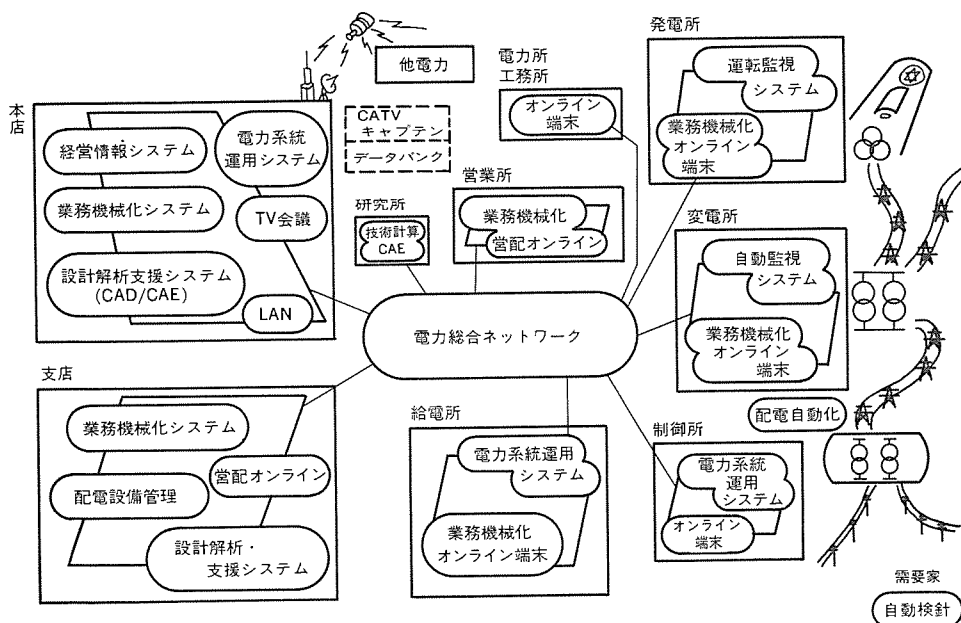 他電力
CATV
キャプテン
データバンク
本店
経営情報システム
電力系統
運用システム
業務機械化システム
TV会議
設計解析支援システム
(CAD/CAE)
LAN
電力所
工務所
オンライン
端末
発電所
運転監視
システム
業務機械化
オンライン
端末
研究所
技術計算
CAE
営業所
業務機械化
営配オンライン
変電所
自動監視
システム
業務機械化
オンライン
端末
電力総合ネットワーク
支店
業務機械化システム
営配オンライン
配電設備管理
設計解析・
支援システム
給電所
電力系統運用
システム
業務機械化
オンライン端末
制御所
電力系統
運用
システム
オンライン
端末
配電自動化
需要家
自動検針